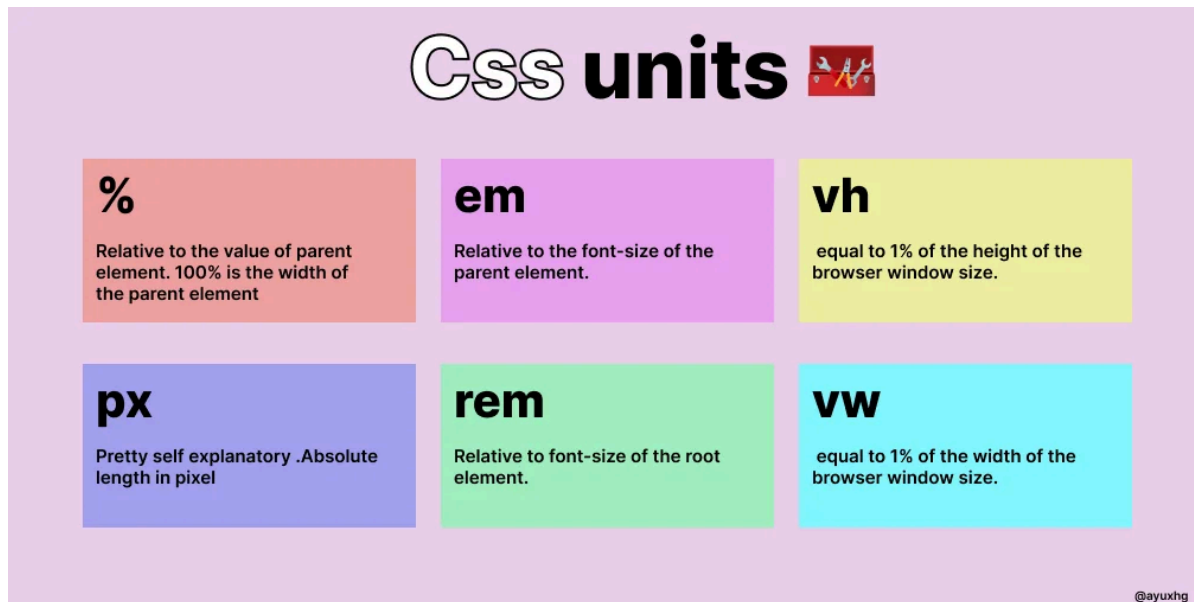 Css units
%
Relative to the value of parent
element. 100% is the width of
the parent element
em
Relative to the font-size of the
parent element.
vh
equal to 1% of the height of the
browser window size.
px
Pretty self explanatory .Absolute
length in pixel
rem
Relative to font-size of the root
element.
vw
equal to 1% of the width of the
browser window size.
@ayuxhg